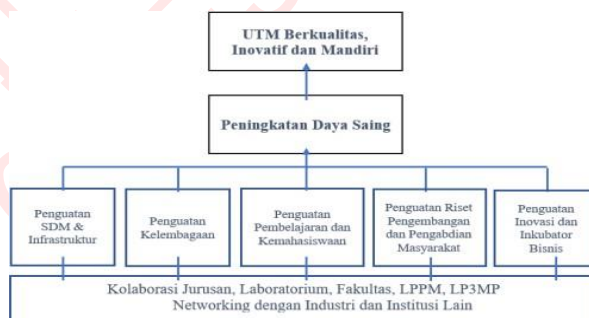 UTM Berkualitas,
Inovatif dan Mandiri
Peningkatan Daya Saing
Penguatan
SDM &
Infrastruktur
Penguatan
Kelembagaan
Penguatan
Pembelajaran dan
Kemahasiswaan
Penguatan Riset
Pengembangan
dan Pengabdian
Masyarakat
Penguatan
Inovasi dan
Inkubator
Bisnis
Kolaborasi Jurusan, Laboratorium, Fakultas, LPPM, LP3MP
Networking dengan Industri dan Institusi Lain